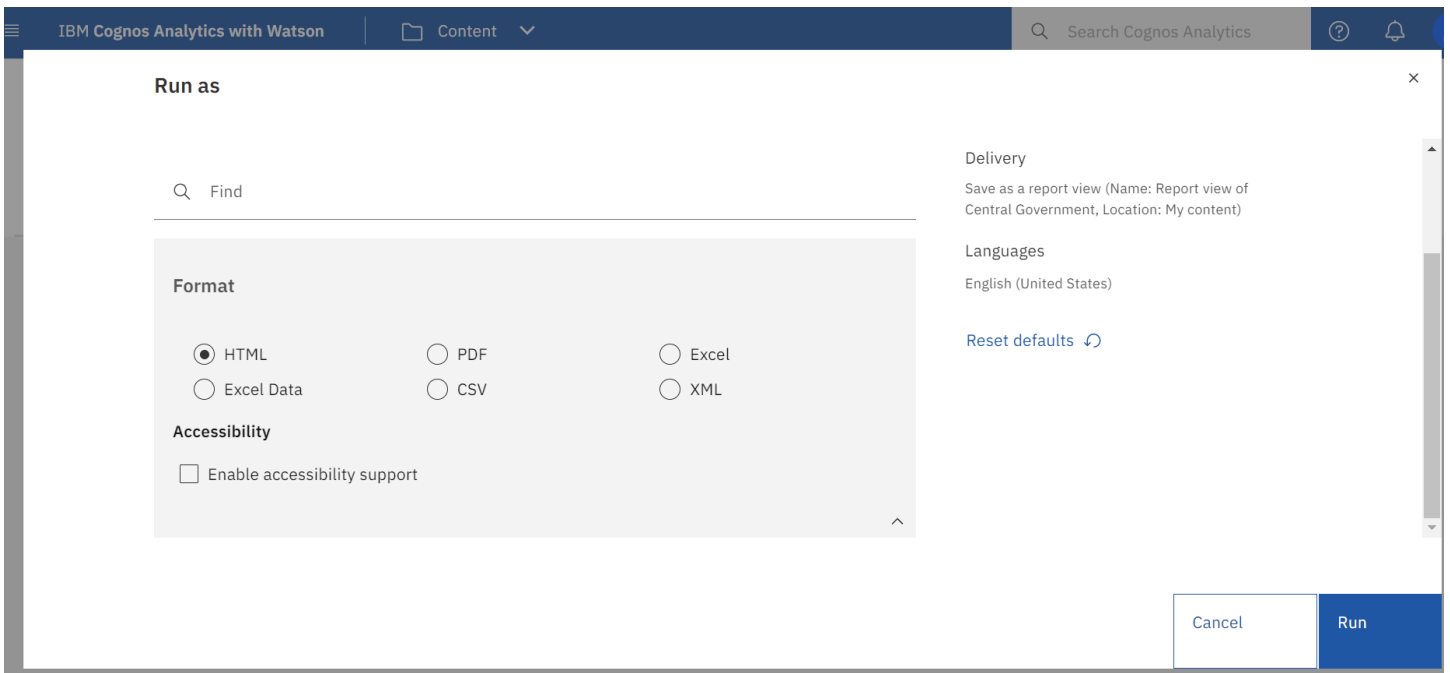 IBM Cognos Analytics with Watson
Content
Search Cognos Analytics
Run as
Find
Format
HTML
PDF
Excel
Excel Data
CSV
XML
Accessibility
Enable accessibility support
Delivery
Save as a report view (Name: Report view of
Central Government, Location: My content)
Languages
English (United States)
Reset defaults
Cancel
Run